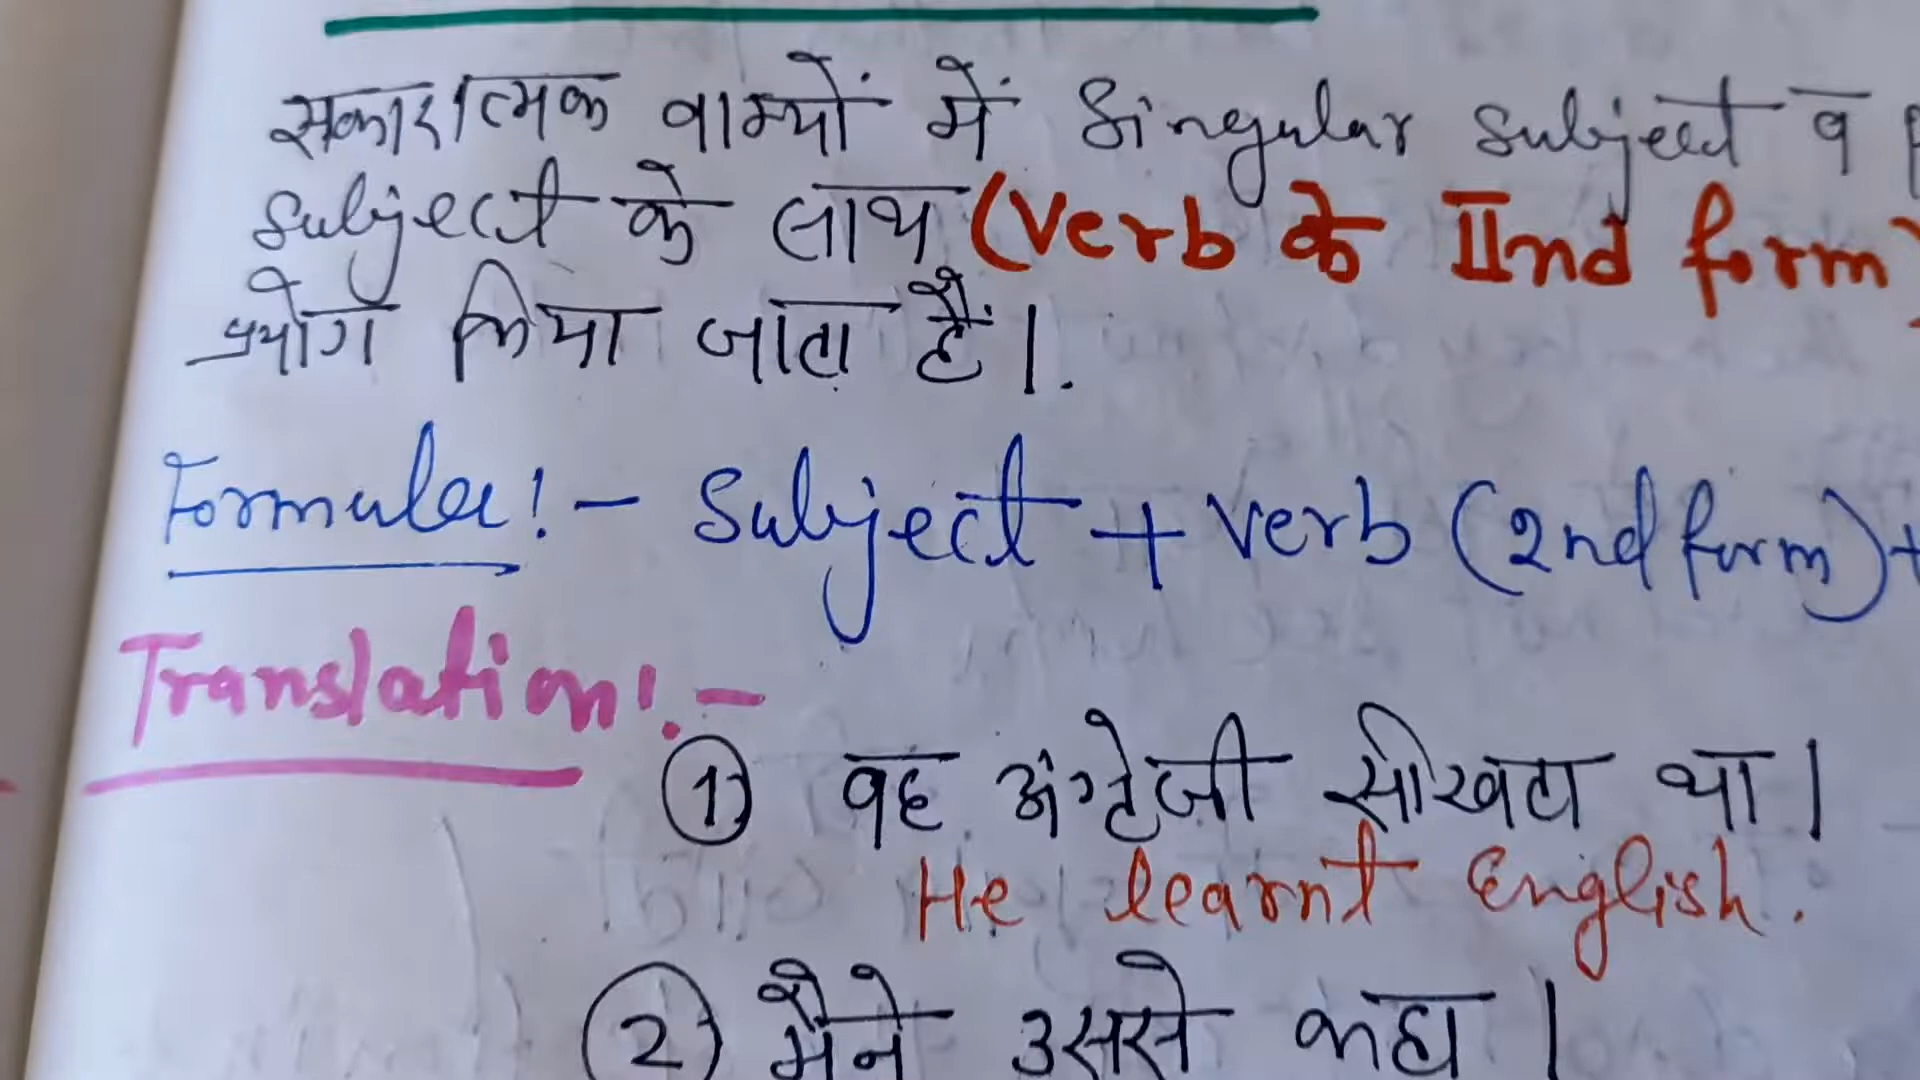 सकारात्मक वाक्यों में Singular Subject व
Subject के साथ (Verb के IInd form)
प्रयोग किया जाता हैं।.
Formula:- Subject + Verb (2nd form) +
Translation:-
① वह अंग्रेजी सीखता था।
He learnt English.
② मैंने उससे कहा।